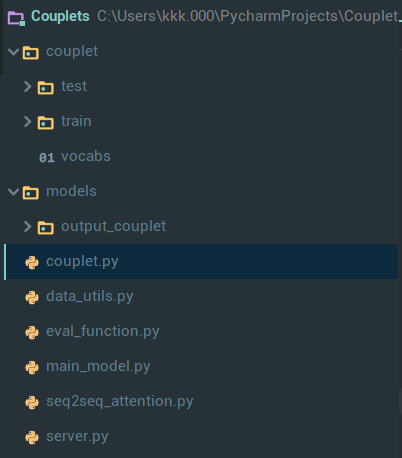 Couplets C:\Users\kkk.000\PycharmProjects\Couplet_
couplet
test
train
01 vocabs
models
output_couplet
couplet.py
data_utils.py
eval_function.py
main_model.py
seq2seq_attention.py
server.py